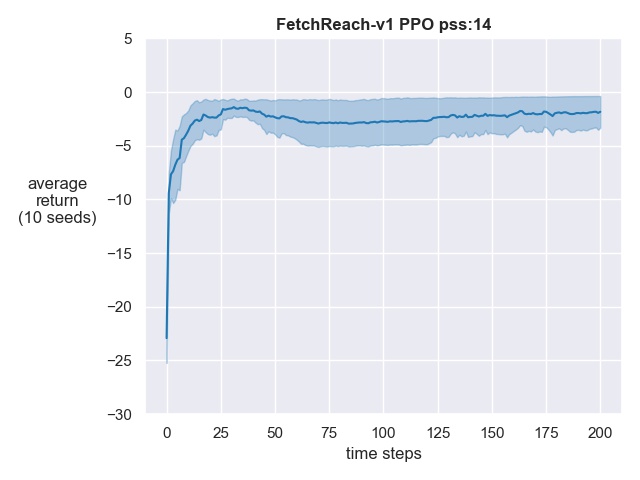 FetchReach-v1 PPO pss:14
5
0
−5
−10
−15
−20
−25
−30
average
return
(10 seeds)
0 25 50 75 100 125 150 175 200
time steps